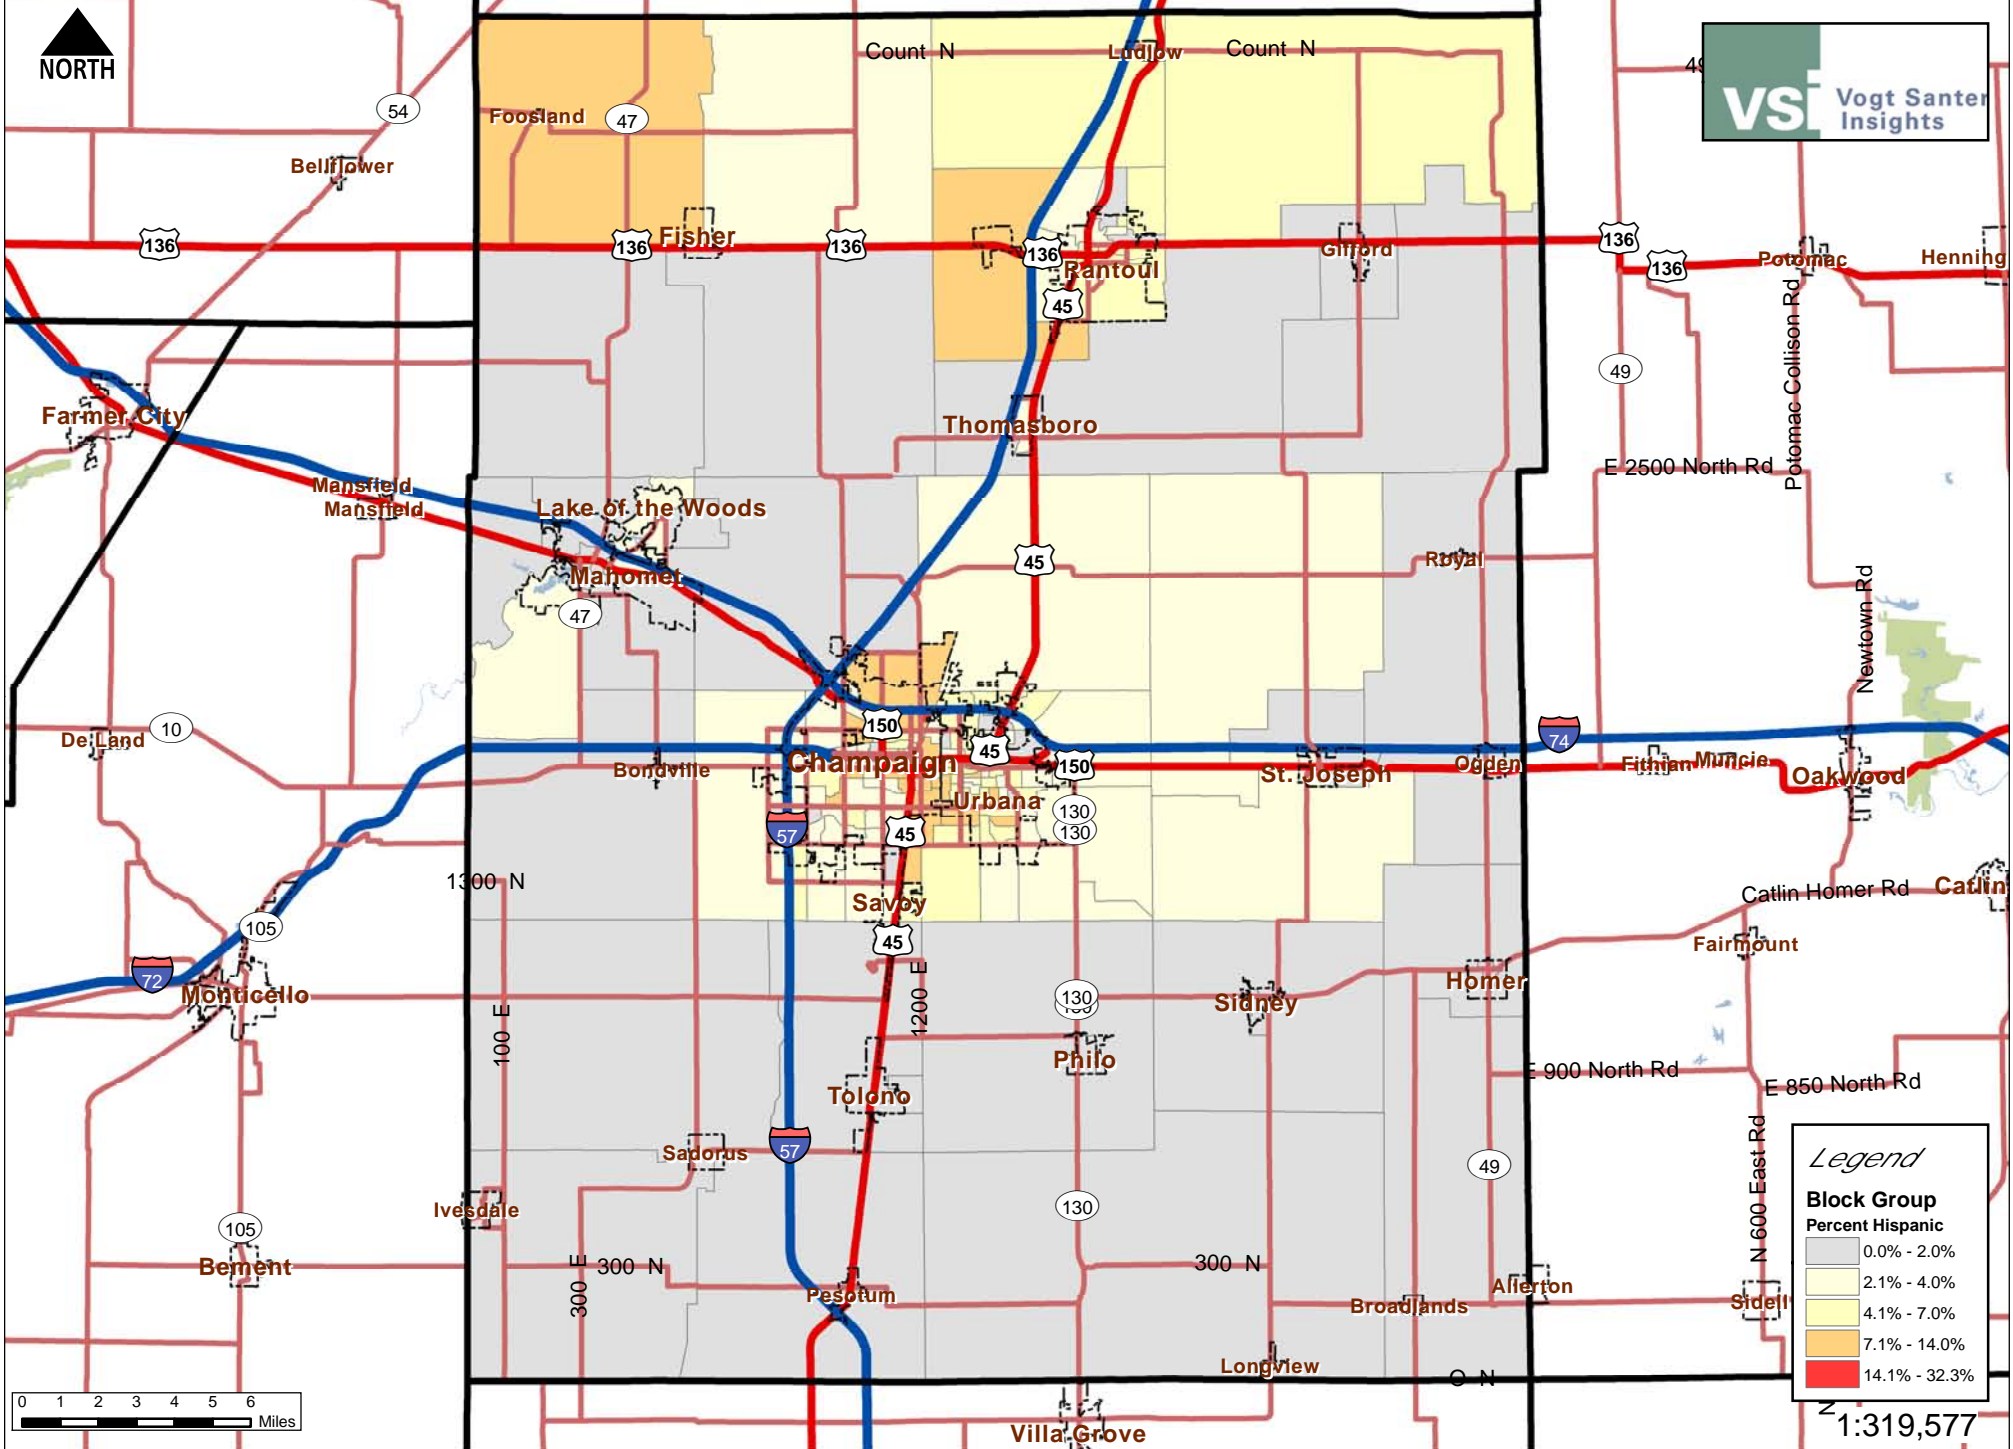 NORTH
Count N
Ludlow
Count N
49
VSi Vogt Santer
Insights
54
Foosland
47
Bellflower
136
Fisher
136
136
136
Rantoul
45
Gifford
136
136
Potomac
Henning
Potomac Collison Rd
49
Farmer City
Thomasboro
E 2500 North Rd
Mansfield
Mansfield
Lake of the Woods
Mahomet
47
45
Royal
Newtown Rd
De Land
10
150
45
74
Bondville
Champaign
150
St. Joseph
Ogden
Fithian
Muncie
Oakwood
Urbana
130
130
57
45
1300 N
Savoy
Catlin Homer Rd
Catlin
105
45
Fairmount
72
Monticello
1200 E
130
Sidney
Homer
100 E
Philo
E 900 North Rd
E 850 North Rd
Tolono
57
Sadorus
49
N 600 East Rd
Ivesdale
130
105
Bement
300 E
300 N
300 N
Pesotum
Broadlands
Allerton
Sidell
Longview
O N
Villa Grove
Legend
Block Group
Percent Hispanic
0.0% - 2.0%
2.1% - 4.0%
4.1% - 7.0%
7.1% - 14.0%
14.1% - 32.3%
N
1:319,577
0 1 2 3 4 5 6
Miles